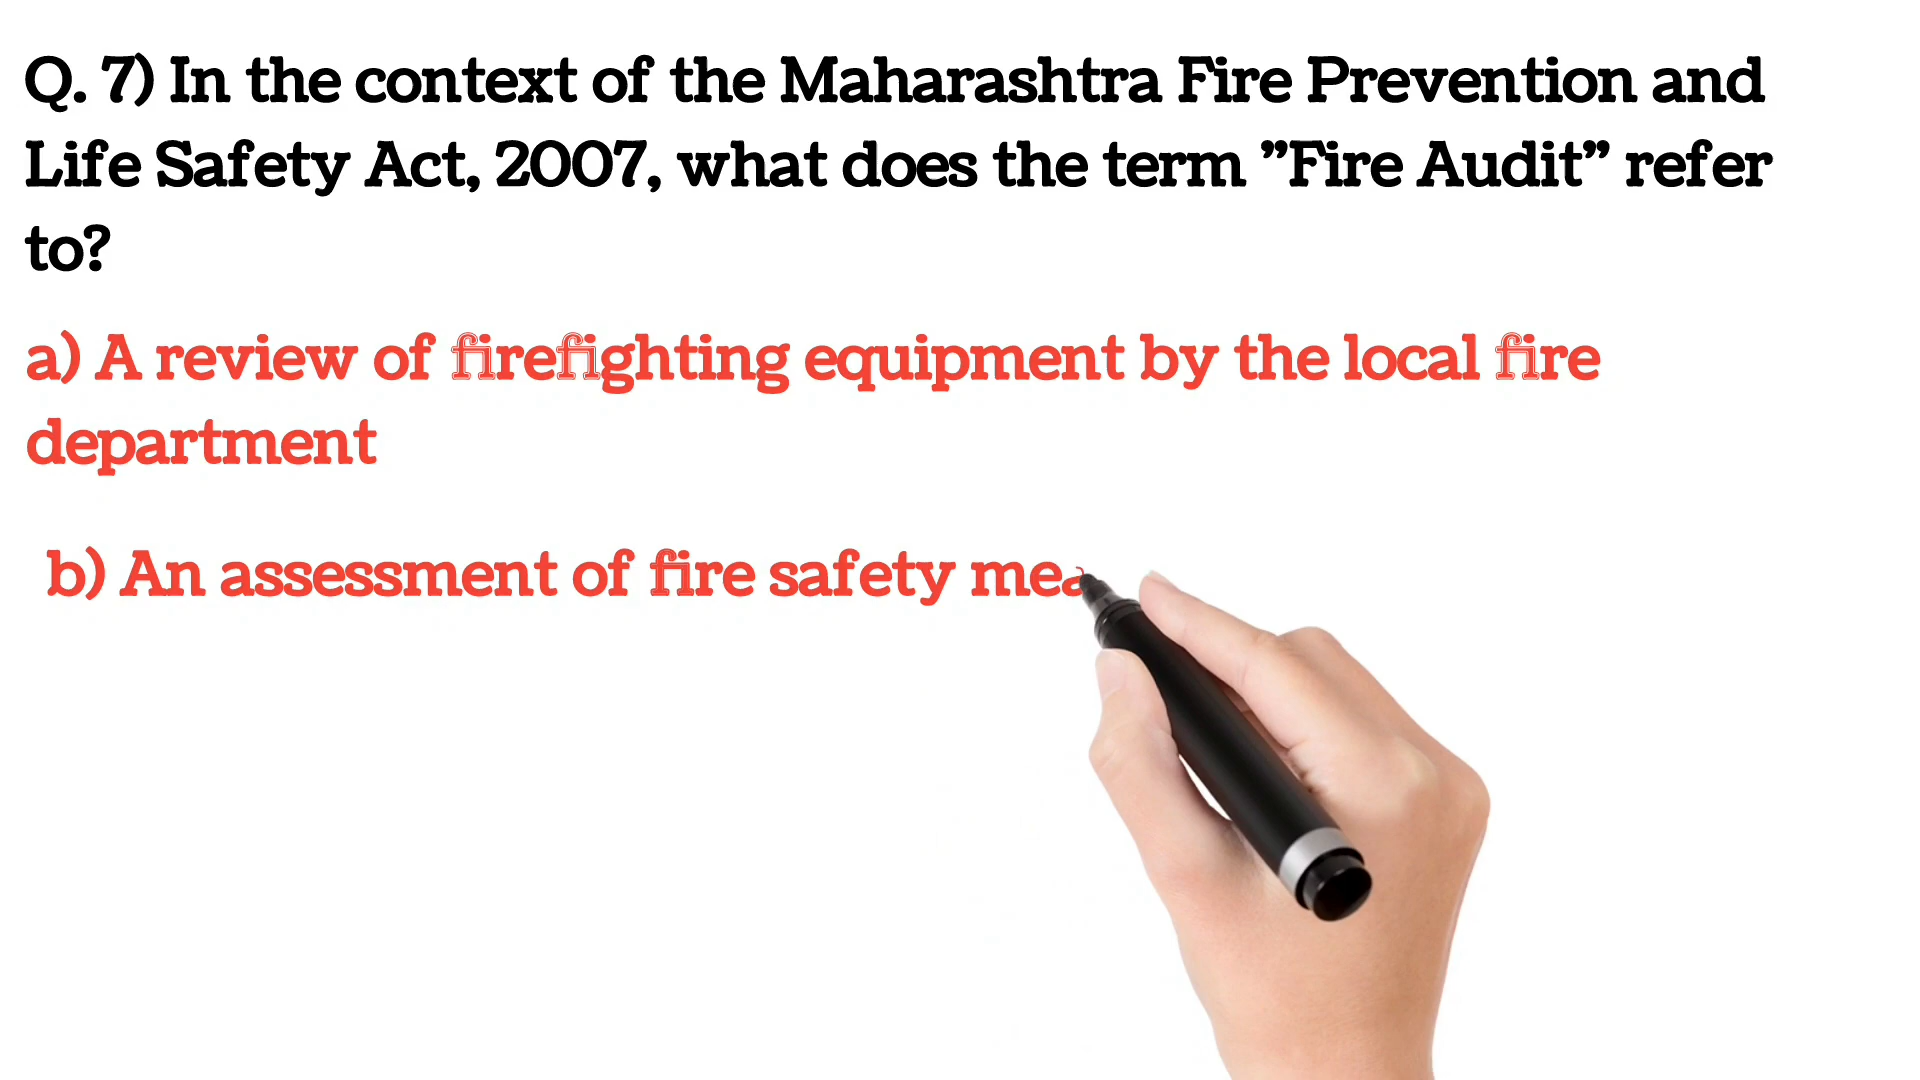 Q. 7) In the context of the Maharashtra Fire Prevention and
Life Safety Act, 2007, what does the term ”Fire Audit” refer
to?
a) A review of firefighting equipment by the local fire
department
b) An assessment of fire safety mea